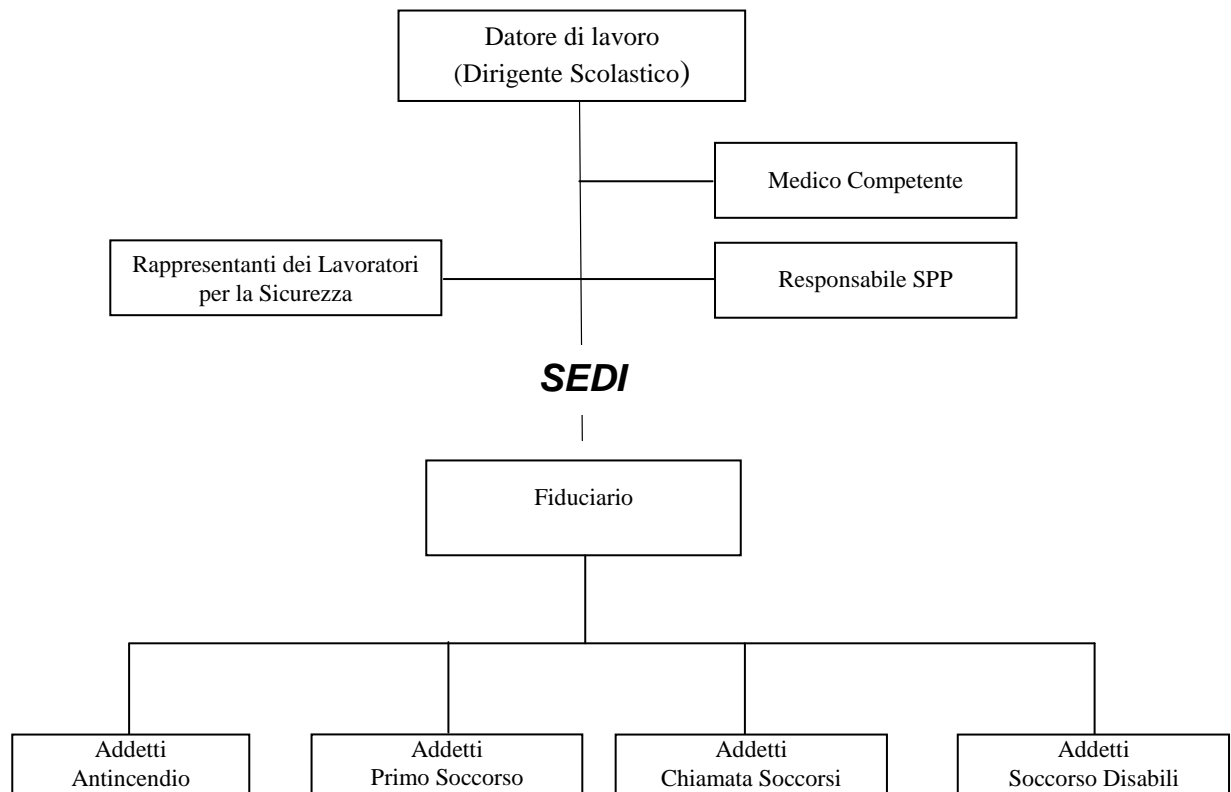 Datore di lavoro
(Dirigente Scolastico)
Medico Competente
Rappresentanti dei Lavoratori
per la Sicurezza
Responsabile SPP
SEDI
Fiduciario
Addetti
Antincendio
Addetti
Primo Soccorso
Addetti
Chiamata Soccorsi
Addetti
Soccorso Disabili